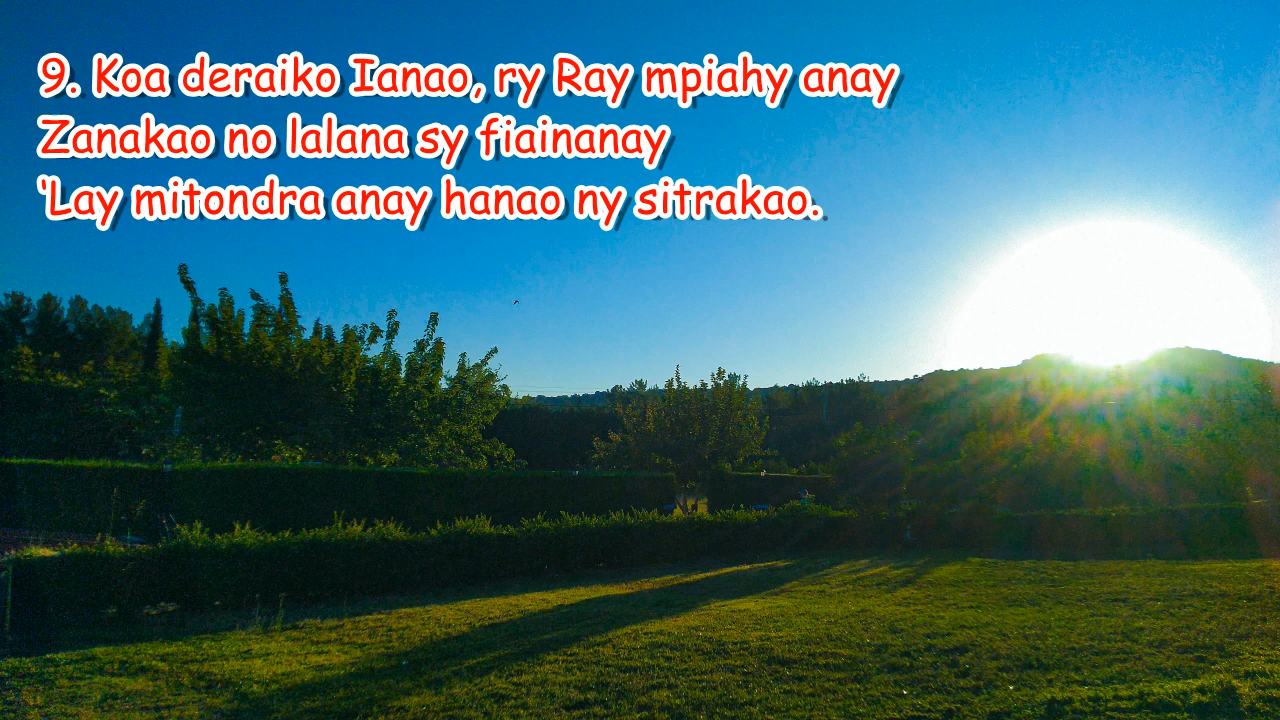 9. Koa deraiko Ianao, ry Ray mpiahy anay
Zanakao no lalana sy fiainanay
‘Lay mitondra anay hanao ny sitrakao.